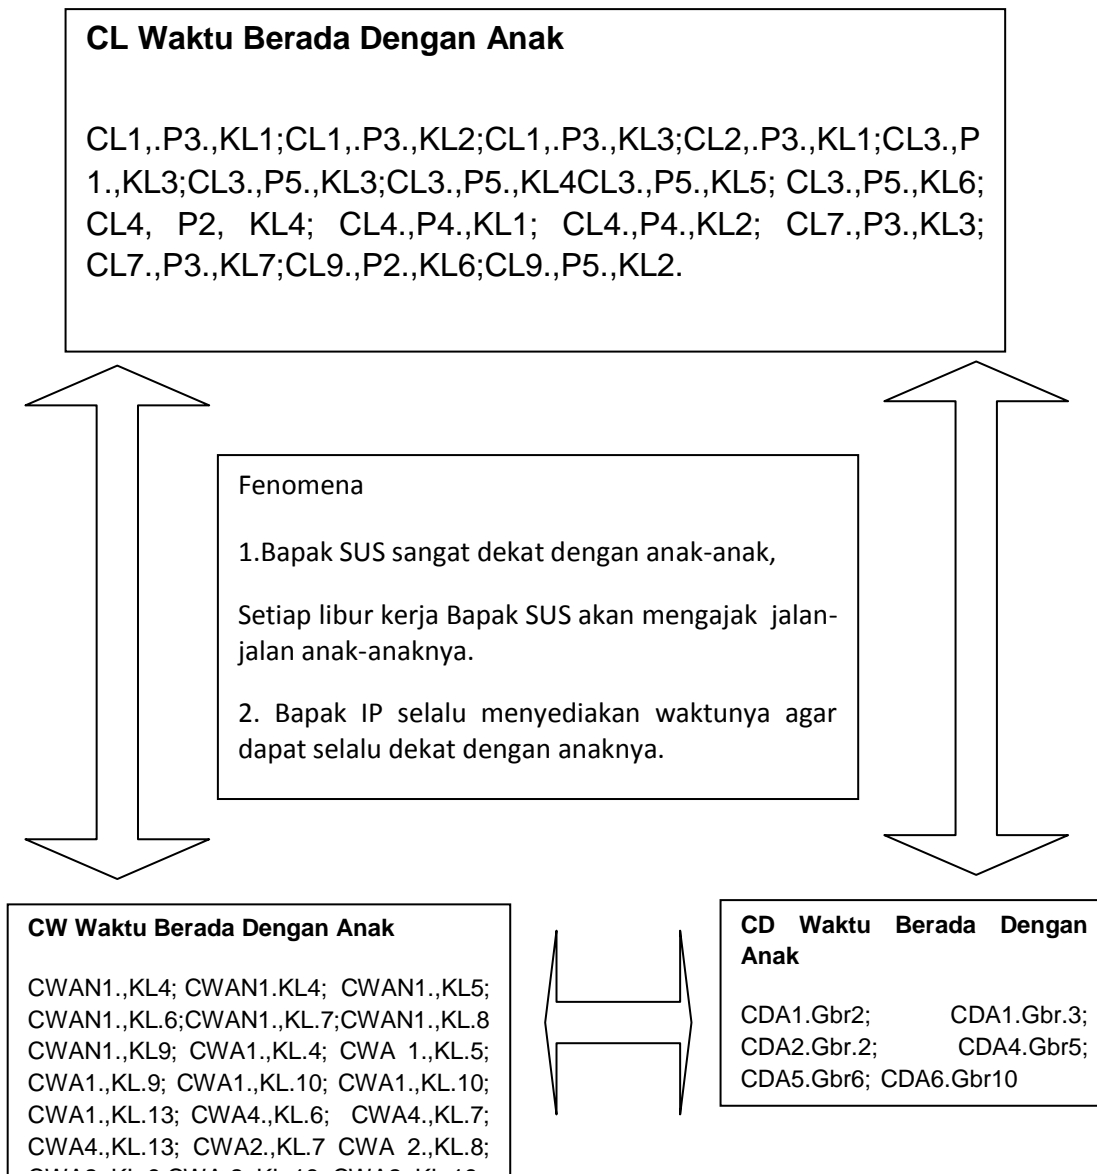 CL Waktu Berada Dengan Anak
CL1,.P3.,KL1;CL1,.P3.,KL2;CL1,.P3.,KL3;CL2,.P3.,KL1;CL3.,P
1.,KL3;CL3.,P5.,KL3;CL3.,P5.,KL4CL3.,P5.,KL5; CL3.,P5.,KL6;
CL4, P2, KL4; CL4.,P4.,KL1; CL4.,P4.,KL2; CL7.,P3.,KL3;
CL7.,P3.,KL7;CL9.,P2.,KL6;CL9.,P5.,KL2.
Fenomena
1.Bapak SUS sangat dekat dengan anak-anak,
Setiap libur kerja Bapak SUS akan mengajak jalan-
jalan anak-anaknya.
2. Bapak IP selalu menyediakan waktunya agar
dapat selalu dekat dengan anaknya.
CW Waktu Berada Dengan Anak
CWAN1.,KL4; CWAN1.KL4; CWAN1.,KL5;
CWAN1.,KL.6;CWAN1.,KL.7;CWAN1.,KL.8
CWAN1.,KL9; CWA1.,KL.4; CWA 1.,KL.5;
CWA1.,KL.9; CWA1.,KL.10; CWA1.,KL.10;
CWA1.,KL.13; CWA4.,KL.6; CWA4.,KL.7;
CWA4.,KL.13; CWA2.,KL.7 CWA 2.,KL.8;
CD Waktu Berada Dengan
Anak
CDA1.Gbr2; CDA1.Gbr.3;
CDA2.Gbr.2; CDA4.Gbr5;
CDA5.Gbr6; CDA6.Gbr10